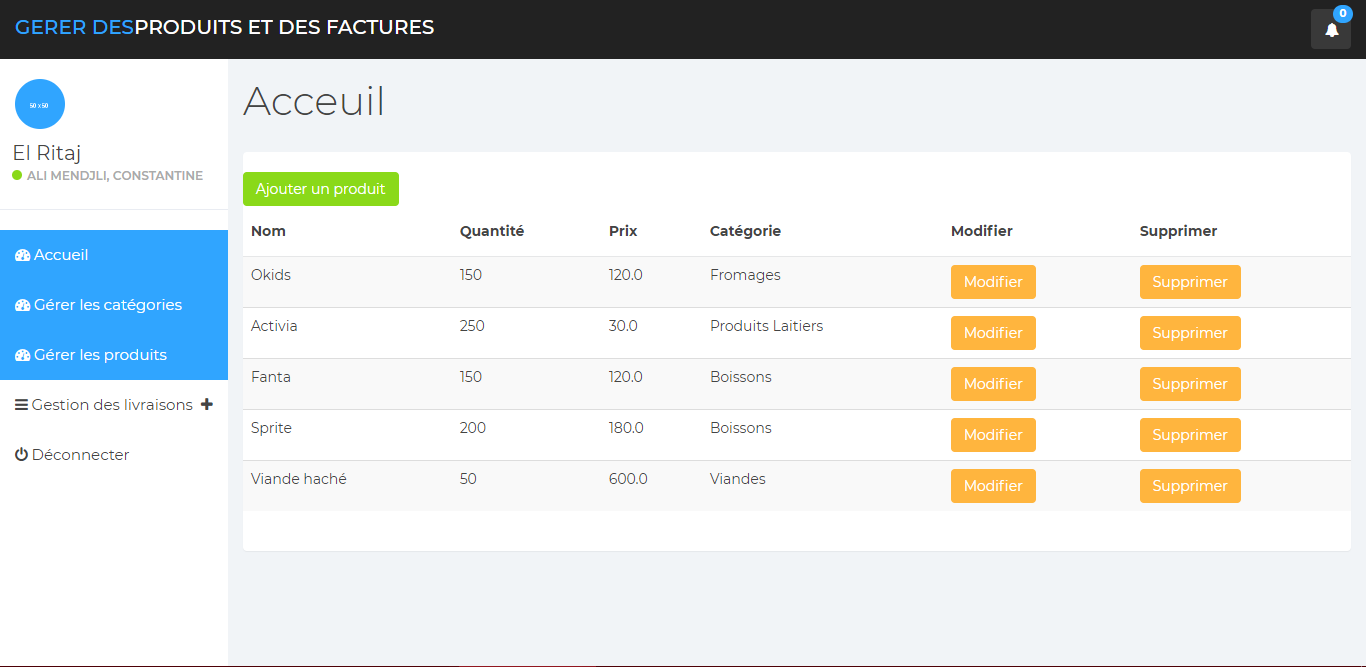 GERER DESPRODUITS ET DES FACTURES
0
50 x 50
El Ritaj
ALI MENDJLI, CONSTANTINE
Accueil
Gérer les catégories
Gérer les produits
Gestion des livraisons
Déconnecter
Acceuil
Ajouter un produit
Nom Quantité Prix Catégorie Modifier Supprimer
Okids 150 120.0 Fromages Modifier Supprimer
Activia 250 30.0 Produits Laitiers Modifier Supprimer
Fanta 150 120.0 Boissons Modifier Supprimer
Sprite 200 180.0 Boissons Modifier Supprimer
Viande haché 50 600.0 Viandes Modifier Supprimer